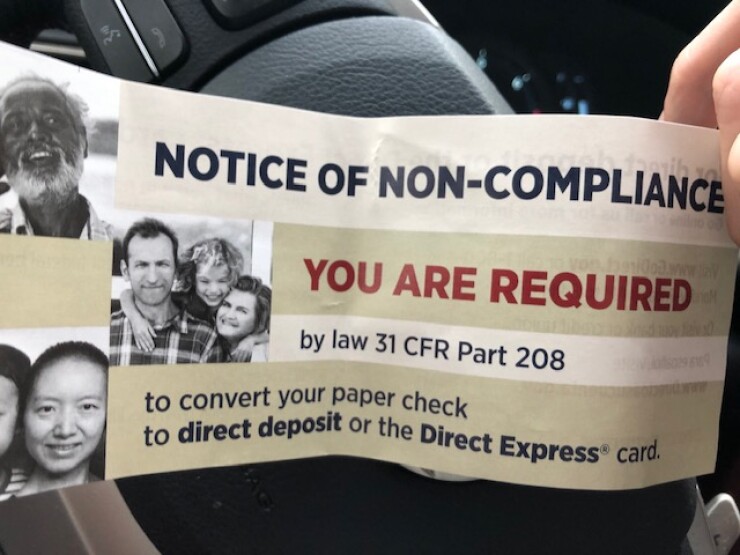 NOTICE OF NON-COMPLIANCE
YOU ARE REQUIRED
by law 31 CFR Part 208
to convert your paper check
to direct deposit or the Direct Express® card.